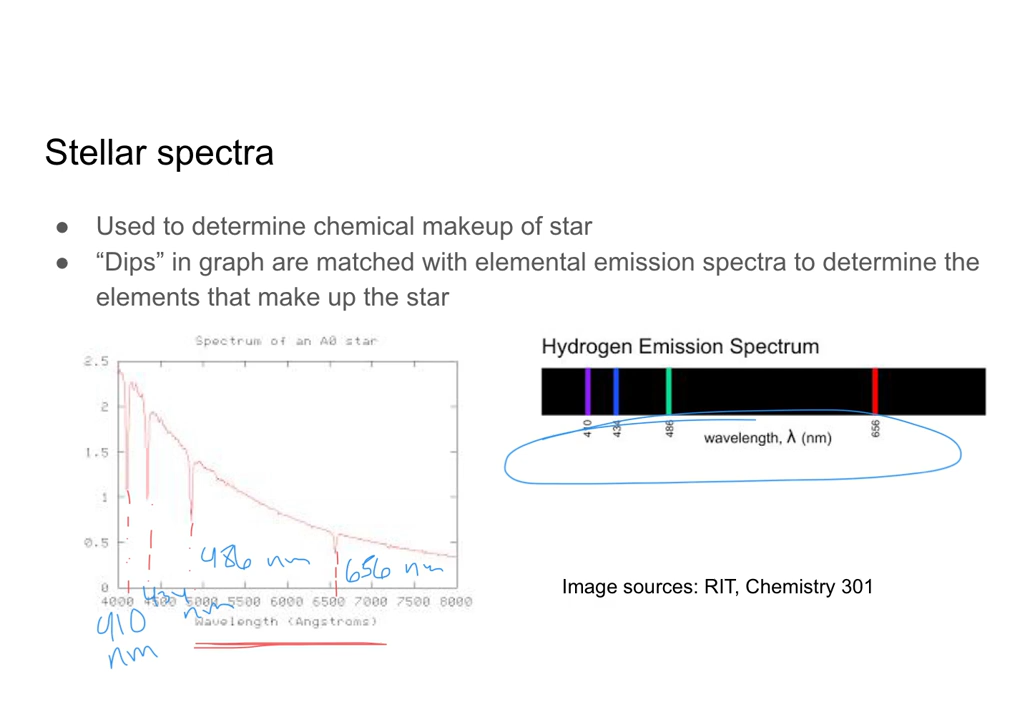 Stellar spectra
● Used to determine chemical makeup of star
● “Dips” in graph are matched with elemental emission spectra to determine the
elements that make up the star
Spectrum of an A0 star
2.5
2
1.5
1
0.5
0
4000 4500 5000 5500 6000 6500 7000 7500 8000
Wavelength (Angstroms)
410
nm
434
nm
486 nm
656 nm
Hydrogen Emission Spectrum
410 434 486 656
wavelength, λ (nm)
Image sources: RIT, Chemistry 301